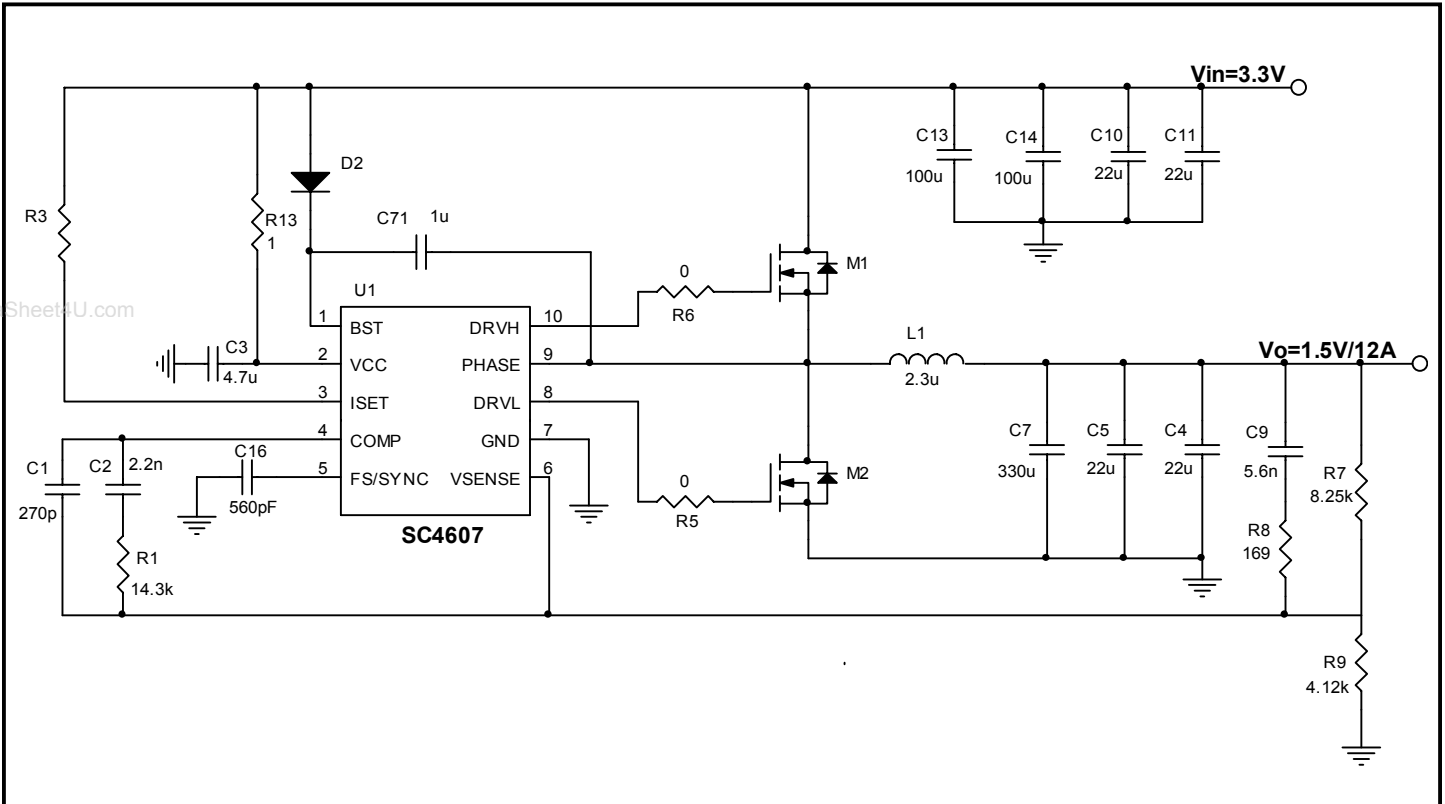 Vin=3.3V
C13
100u
C14
100u
C10
22u
C11
22u
D2
R3
R13
1
C71
1u
M1
0
R6
Sheet4U.com
U1
1
BST
DRVH
10
2
VCC
PHASE
9
3
ISET
DRVL
8
4
COMP
GND
7
5
FS/SYNC
VSENSE
6
SC4607
C3
4.7u
L1
2.3u
Vo=1.5V/12A
C1
270p
C2
2.2n
C16
560pF
R1
14.3k
0
R5
M2
C7
330u
C5
22u
C4
22u
C9
5.6n
R7
8.25k
R8
169
R9
4.12k